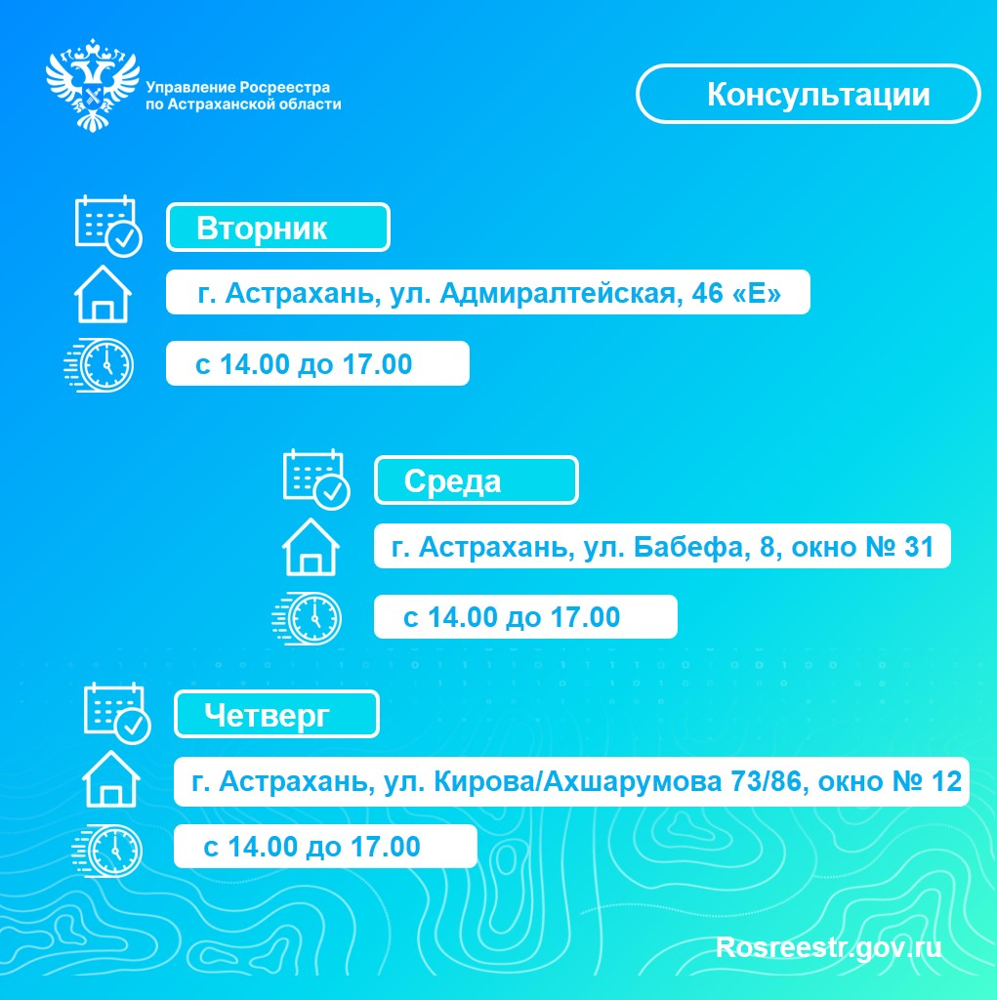 Управление Росреестра
по Астраханской области
Консультации
Вторник
г. Астрахань, ул. Адмиралтейская, 46 «Е»
с 14.00 до 17.00
Среда
г. Астрахань, ул. Бабефа, 8, окно № 31
с 14.00 до 17.00
Четверг
г. Астрахань, ул. Кирова/Ахшарумова 73/86, окно № 12
с 14.00 до 17.00
Rosreestr.gov.ru